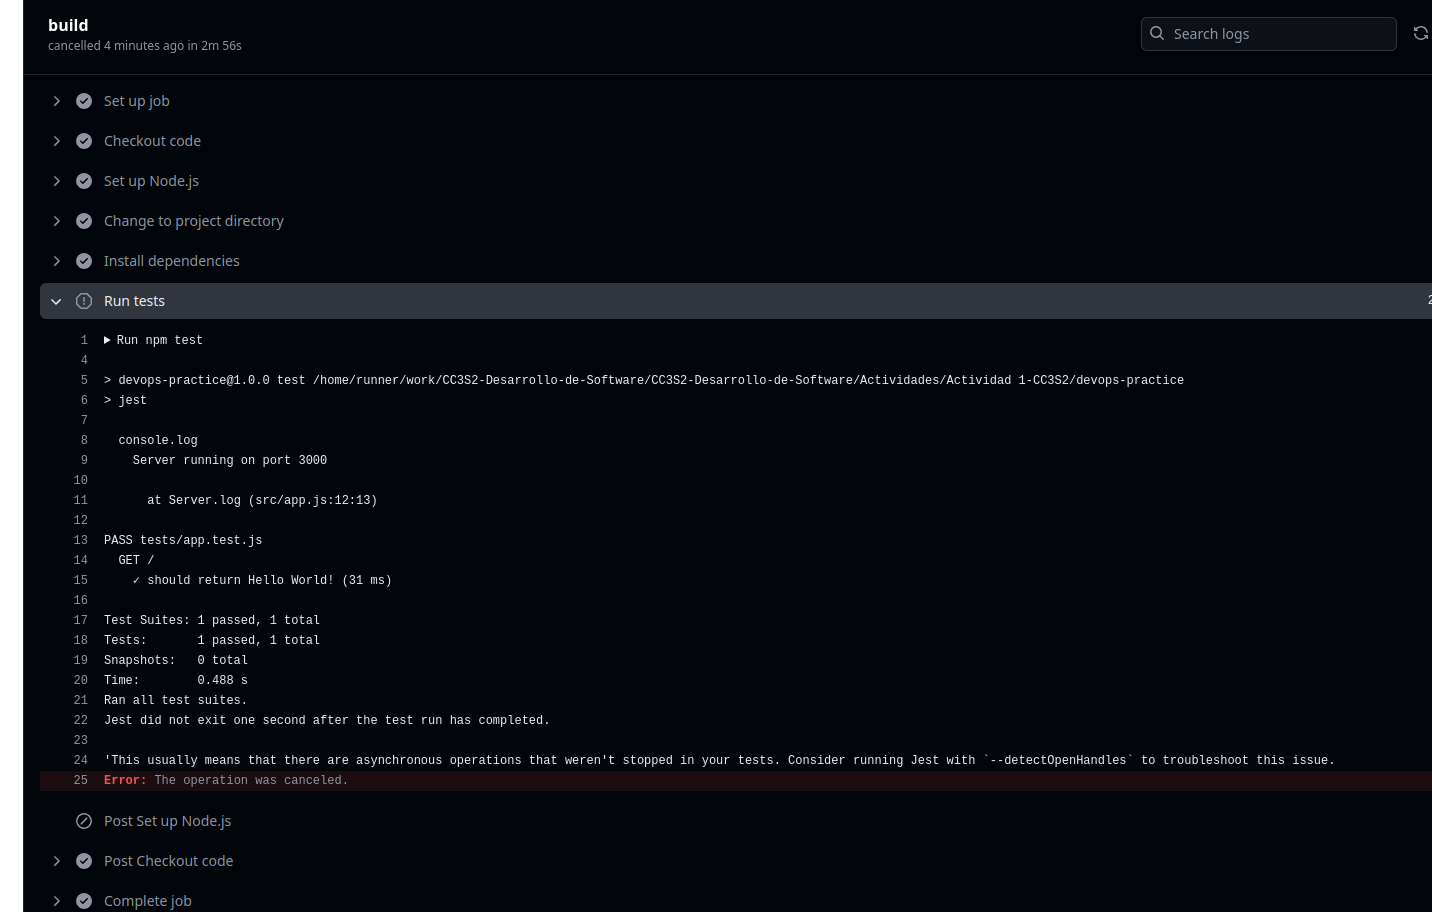 build
cancelled 4 minutes ago in 2m 56s
Search logs
Set up job
Checkout code
Set up Node.js
Change to project directory
Install dependencies
Run tests
2
1 Run npm test
4
5 > devops-practice@1.0.0 test /home/runner/work/CC3S2-Desarrollo-de-Software/CC3S2-Desarrollo-de-Software/Actividades/Actividad 1-CC3S2/devops-practice
6 > jest
7
8 console.log
9 Server running on port 3000
10
11 at Server.log (src/app.js:12:13)
12
13 PASS tests/app.test.js
14 GET /
15 ✓ should return Hello World! (31 ms)
16
17 Test Suites: 1 passed, 1 total
18 Tests: 1 passed, 1 total
19 Snapshots: 0 total
20 Time: 0.488 s
21 Ran all test suites.
22 Jest did not exit one second after the test run has completed.
23
24 'This usually means that there are asynchronous operations that weren't stopped in your tests. Consider running Jest with `--detectOpenHandles` to troubleshoot this issue.
25 Error: The operation was canceled.
Post Set up Node.js
Post Checkout code
Complete job